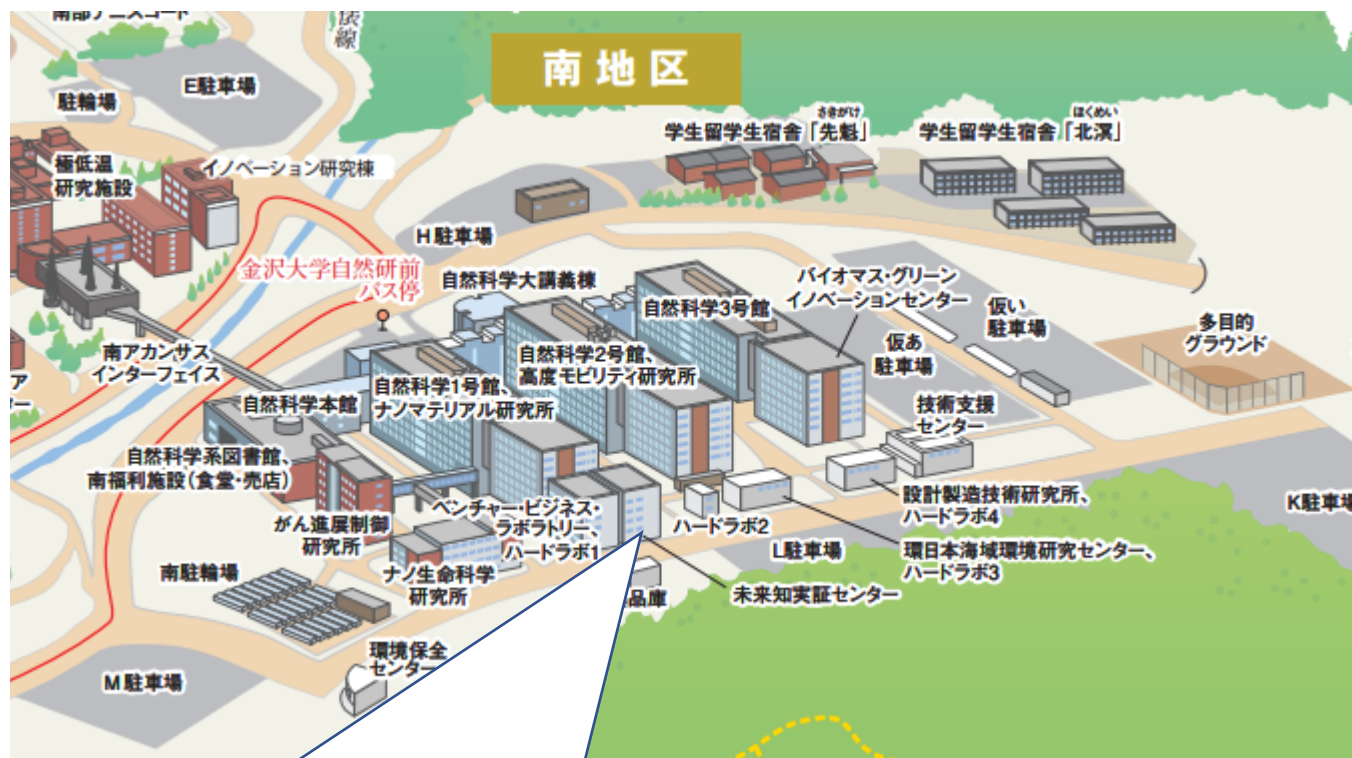 南部テニスコート
俵線
南地区
E駐車場
駐輪場
さきがけ
学生留学生宿舎「先魁」
ほくめい
学生留学生宿舎「北溟」
極低温
研究施設
イノベーション研究棟
H駐車場
金沢大学自然研前
バス停
自然科学大講義棟
自然科学3号館
バイオマス・グリーン
イノベーションセンター
仮い
駐車場
仮あ
駐車場
多目的
グラウンド
南アカンサス
インターフェイス
ア
ー
自然科学2号館、
高度モビリティ研究所
自然科学1号館、
ナノマテリアル研究所
自然科学本館
技術支援
センター
自然科学系図書館、
南福利施設(食堂・売店)
がん進展制御
研究所
ベンチャー・ビジネス・
ラボラトリー、
ハードラボ1
ハードラボ2
設計製造技術研究所、
ハードラボ4
K駐車場
L駐車場
環日本海域環境研究センター、
ハードラボ3
南駐輪場
ナノ生命科学
研究所
品庫
未来知実証センター
環境保全
センター
M駐車場